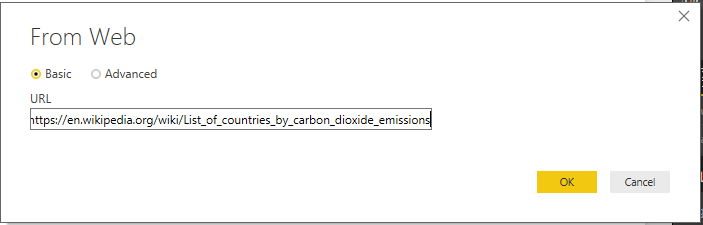 From Web
Basic Advanced
URL
https://en.wikipedia.org/wiki/List_of_countries_by_carbon_dioxide_emissions
OK Cancel